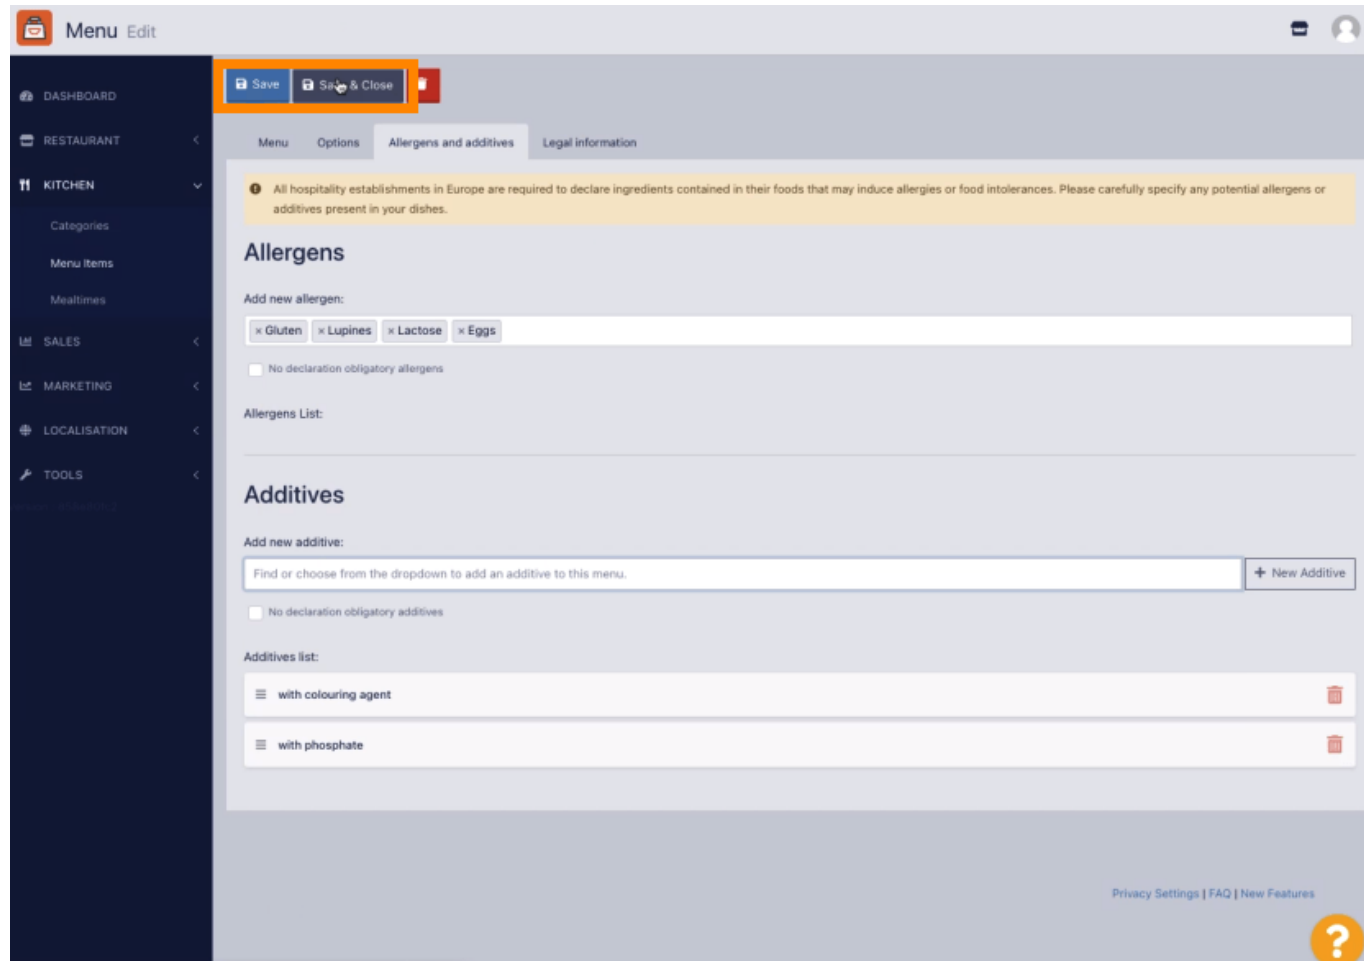 Menu Edit
Save
Save & Close
DASHBOARD
RESTAURANT
KITCHEN
Categories
Menu Items
Mealtimes
SALES
MARKETING
LOCALISATION
TOOLS
Menu
Options
Allergens and additives
Legal information
All hospitality establishments in Europe are required to declare ingredients contained in their foods that may induce allergies or food intolerances. Please carefully specify any potential allergens or
additives present in your dishes.
Allergens
Add new allergen:
× Gluten × Lupines × Lactose × Eggs
No declaration obligatory allergens
Allergens List:
Additives
Add new additive:
Find or choose from the dropdown to add an additive to this menu.
+ New Additive
No declaration obligatory additives
Additives list:
with colouring agent
with phosphate
Privacy Settings | FAQ | New Features
?